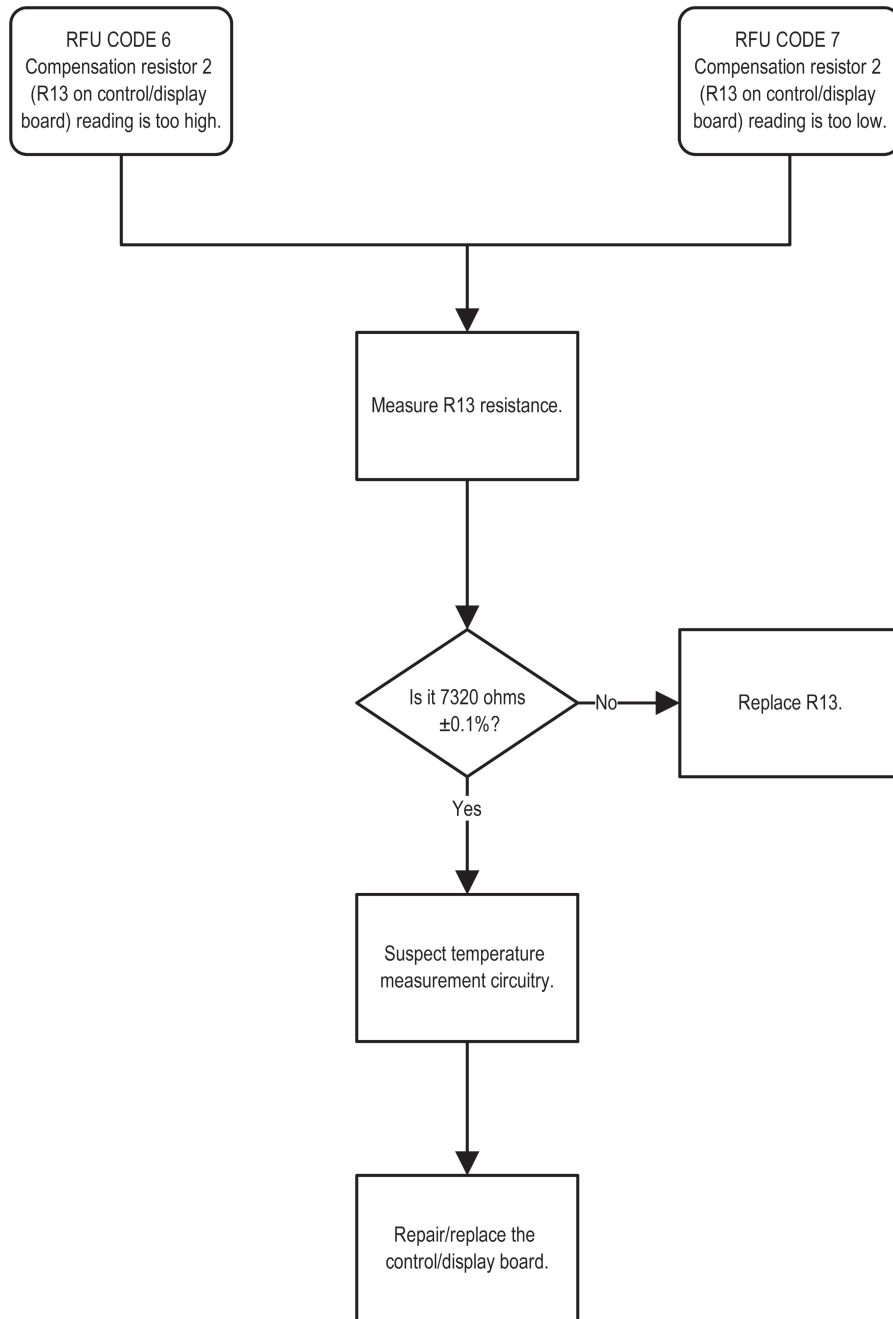 RFU CODE 6
Compensation resistor 2
(R13 on control/display
board) reading is too high.
RFU CODE 7
Compensation resistor 2
(R13 on control/display
board) reading is too low.
Measure R13 resistance.
Is it 7320 ohms
±0.1%?
No
Replace R13.
Yes
Suspect temperature
measurement circuitry.
Repair/replace the
control/display board.